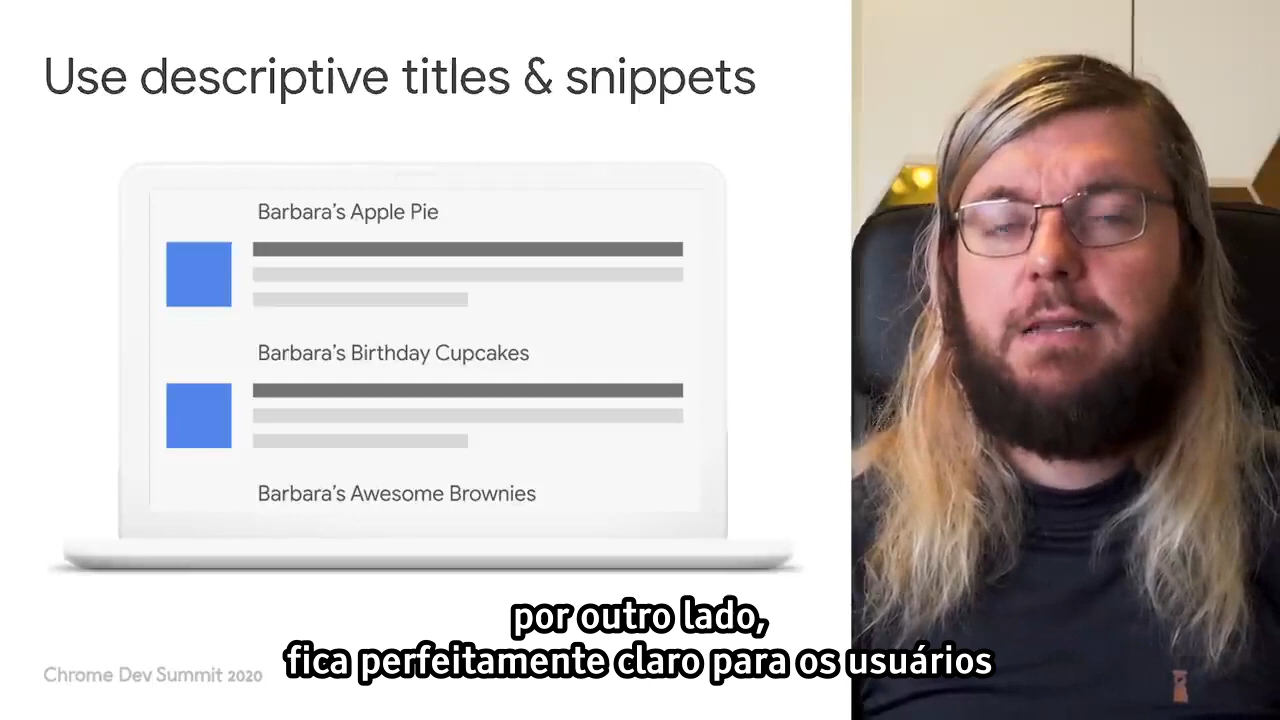 Use descriptive titles & snippets
Barbara's Apple Pie
Barbara's Birthday Cupcakes
Barbara's Awesome Brownies
por outro lado,
fica perfeitamente claro para os usuários
Chrome Dev Summit 2020